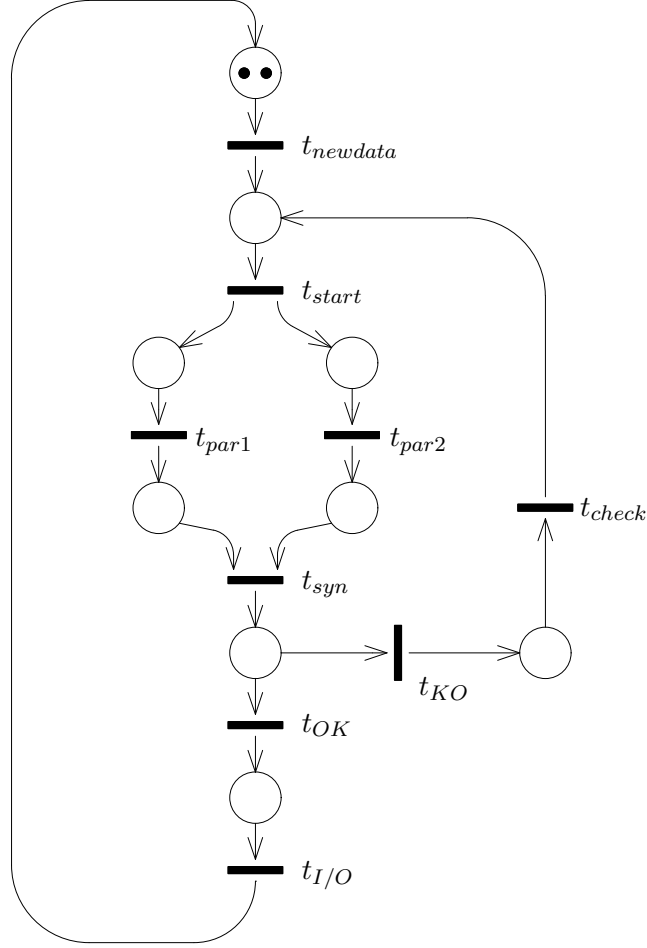 t_{newdata}
t_{start}
t_{par1} t_{par2}
t_{check}
t_{syn}
t_{KO}
t_{OK}
t_{I/O}